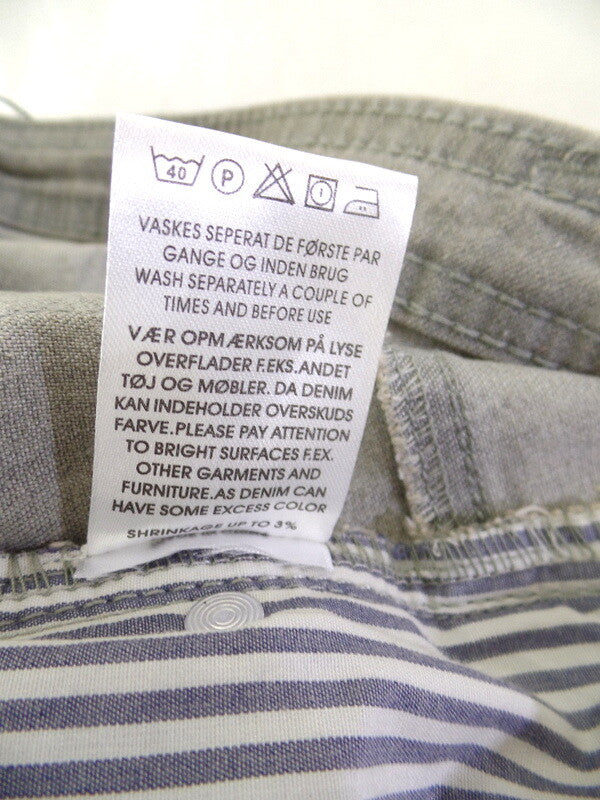 40 P
VASKES SEPERAT DE FØRSTE PAR
GANGE OG INDEN BRUG
WASH SEPARATELY A COUPLE OF
TIMES AND BEFORE USE
VÆR OPMÆRKSOM PÅ LYSE
OVERFLADER F.EKS.ANDET
TØJ OG MØBLER. DA DENIM
KAN INDEHOLDER OVERSKUDS
FARVE.PLEASE PAY ATTENTION
TO BRIGHT SURFACES F.EX.
OTHER GARMENTS AND
FURNITURE.AS DENIM CAN
HAVE SOME EXCESS COLOR
SHRINKAGE UP TO 3%